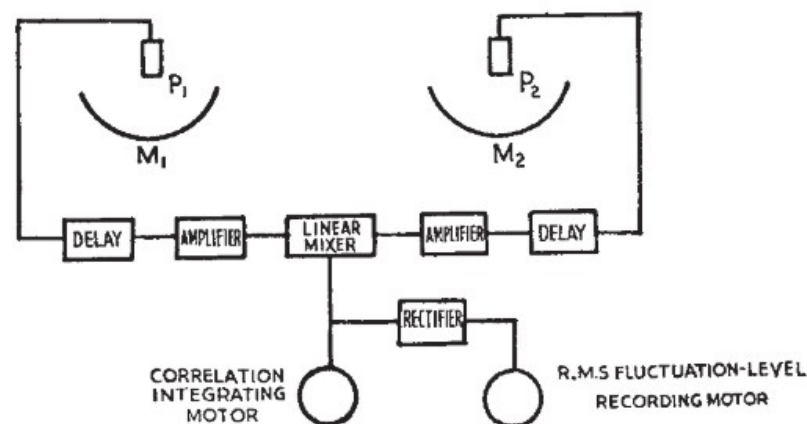 P1
P2
M1
M2
DELAY
AMPLIFIER
LINEAR
MIXER
AMPLIFIER
DELAY
RECTIFIER
CORRELATION
INTEGRATING
MOTOR
R.M.S FLUCTUATION-LEVEL
RECORDING MOTOR